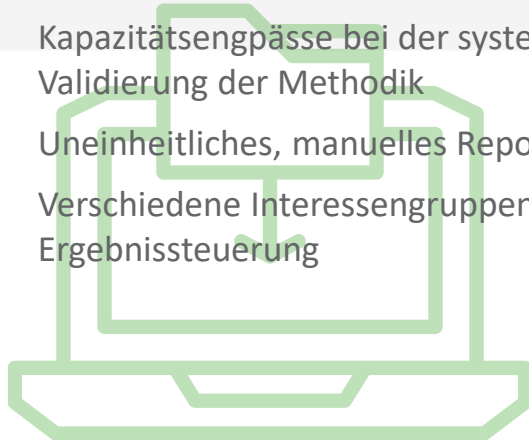 Kapazitätsengpässe bei der syste
Validierung der Methodik
Uneinheitliches, manuelles Repo
Verschiedene Interessengruppen
Ergebnissteuerung